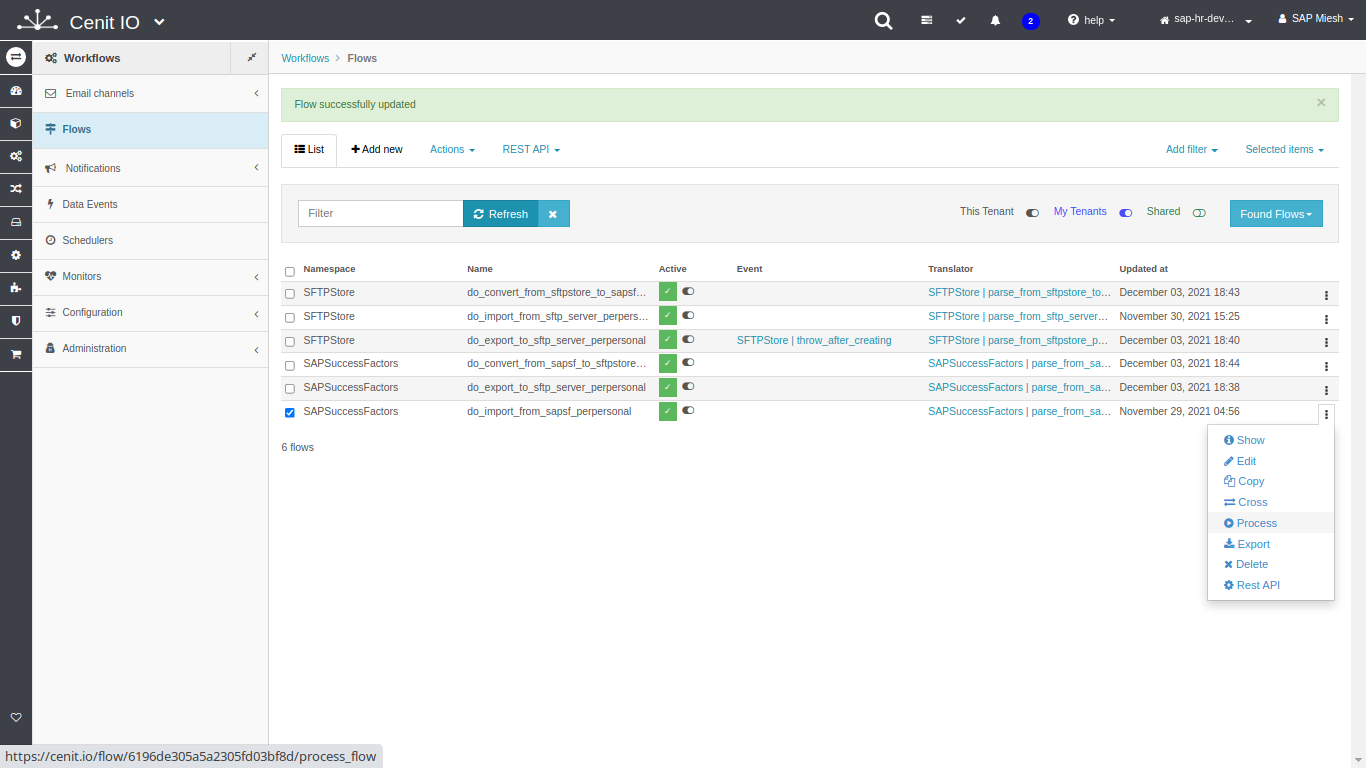 Cenit IO
2
help
sap-hr-dev…
SAP Miesh
Workflows
Workflows
Flows
Email channels
Flows
Notifications
Data Events
Schedulers
Monitors
Configuration
Administration
Flow successfully updated
×
List
Add new
Actions
REST API
Add filter
Selected items
Filter
Refresh
This Tenant
My Tenants
Shared
Found Flows
Namespace Name Active Event Translator Updated at
SFTPStore do_convert_from_sftpstore_to_sapsf… SFTPStore | parse_from_sftpstore_to… December 03, 2021 18:43
SFTPStore do_import_from_sftp_server_perpers… SFTPStore | parse_from_sftp_server… November 30, 2021 15:25
SFTPStore do_export_to_sftp_server_perpersonal SFTPStore | throw_after_creating SFTPStore | parse_from_sftpstore_p… December 03, 2021 18:40
SAPSuccessFactors do_convert_from_sapsf_to_sftpstore… SAPSuccessFactors | parse_from_sa… December 03, 2021 18:44
SAPSuccessFactors do_export_to_sftp_server_perpersonal SAPSuccessFactors | parse_from_sa… December 03, 2021 18:38
SAPSuccessFactors do_import_from_sapsf_perpersonal SAPSuccessFactors | parse_from_sa… November 29, 2021 04:56
6 flows
Show
Edit
Copy
Cross
Process
Export
Delete
Rest API
https://cenit.io/flow/6196de305a5a2305fd03bf8d/process_flow